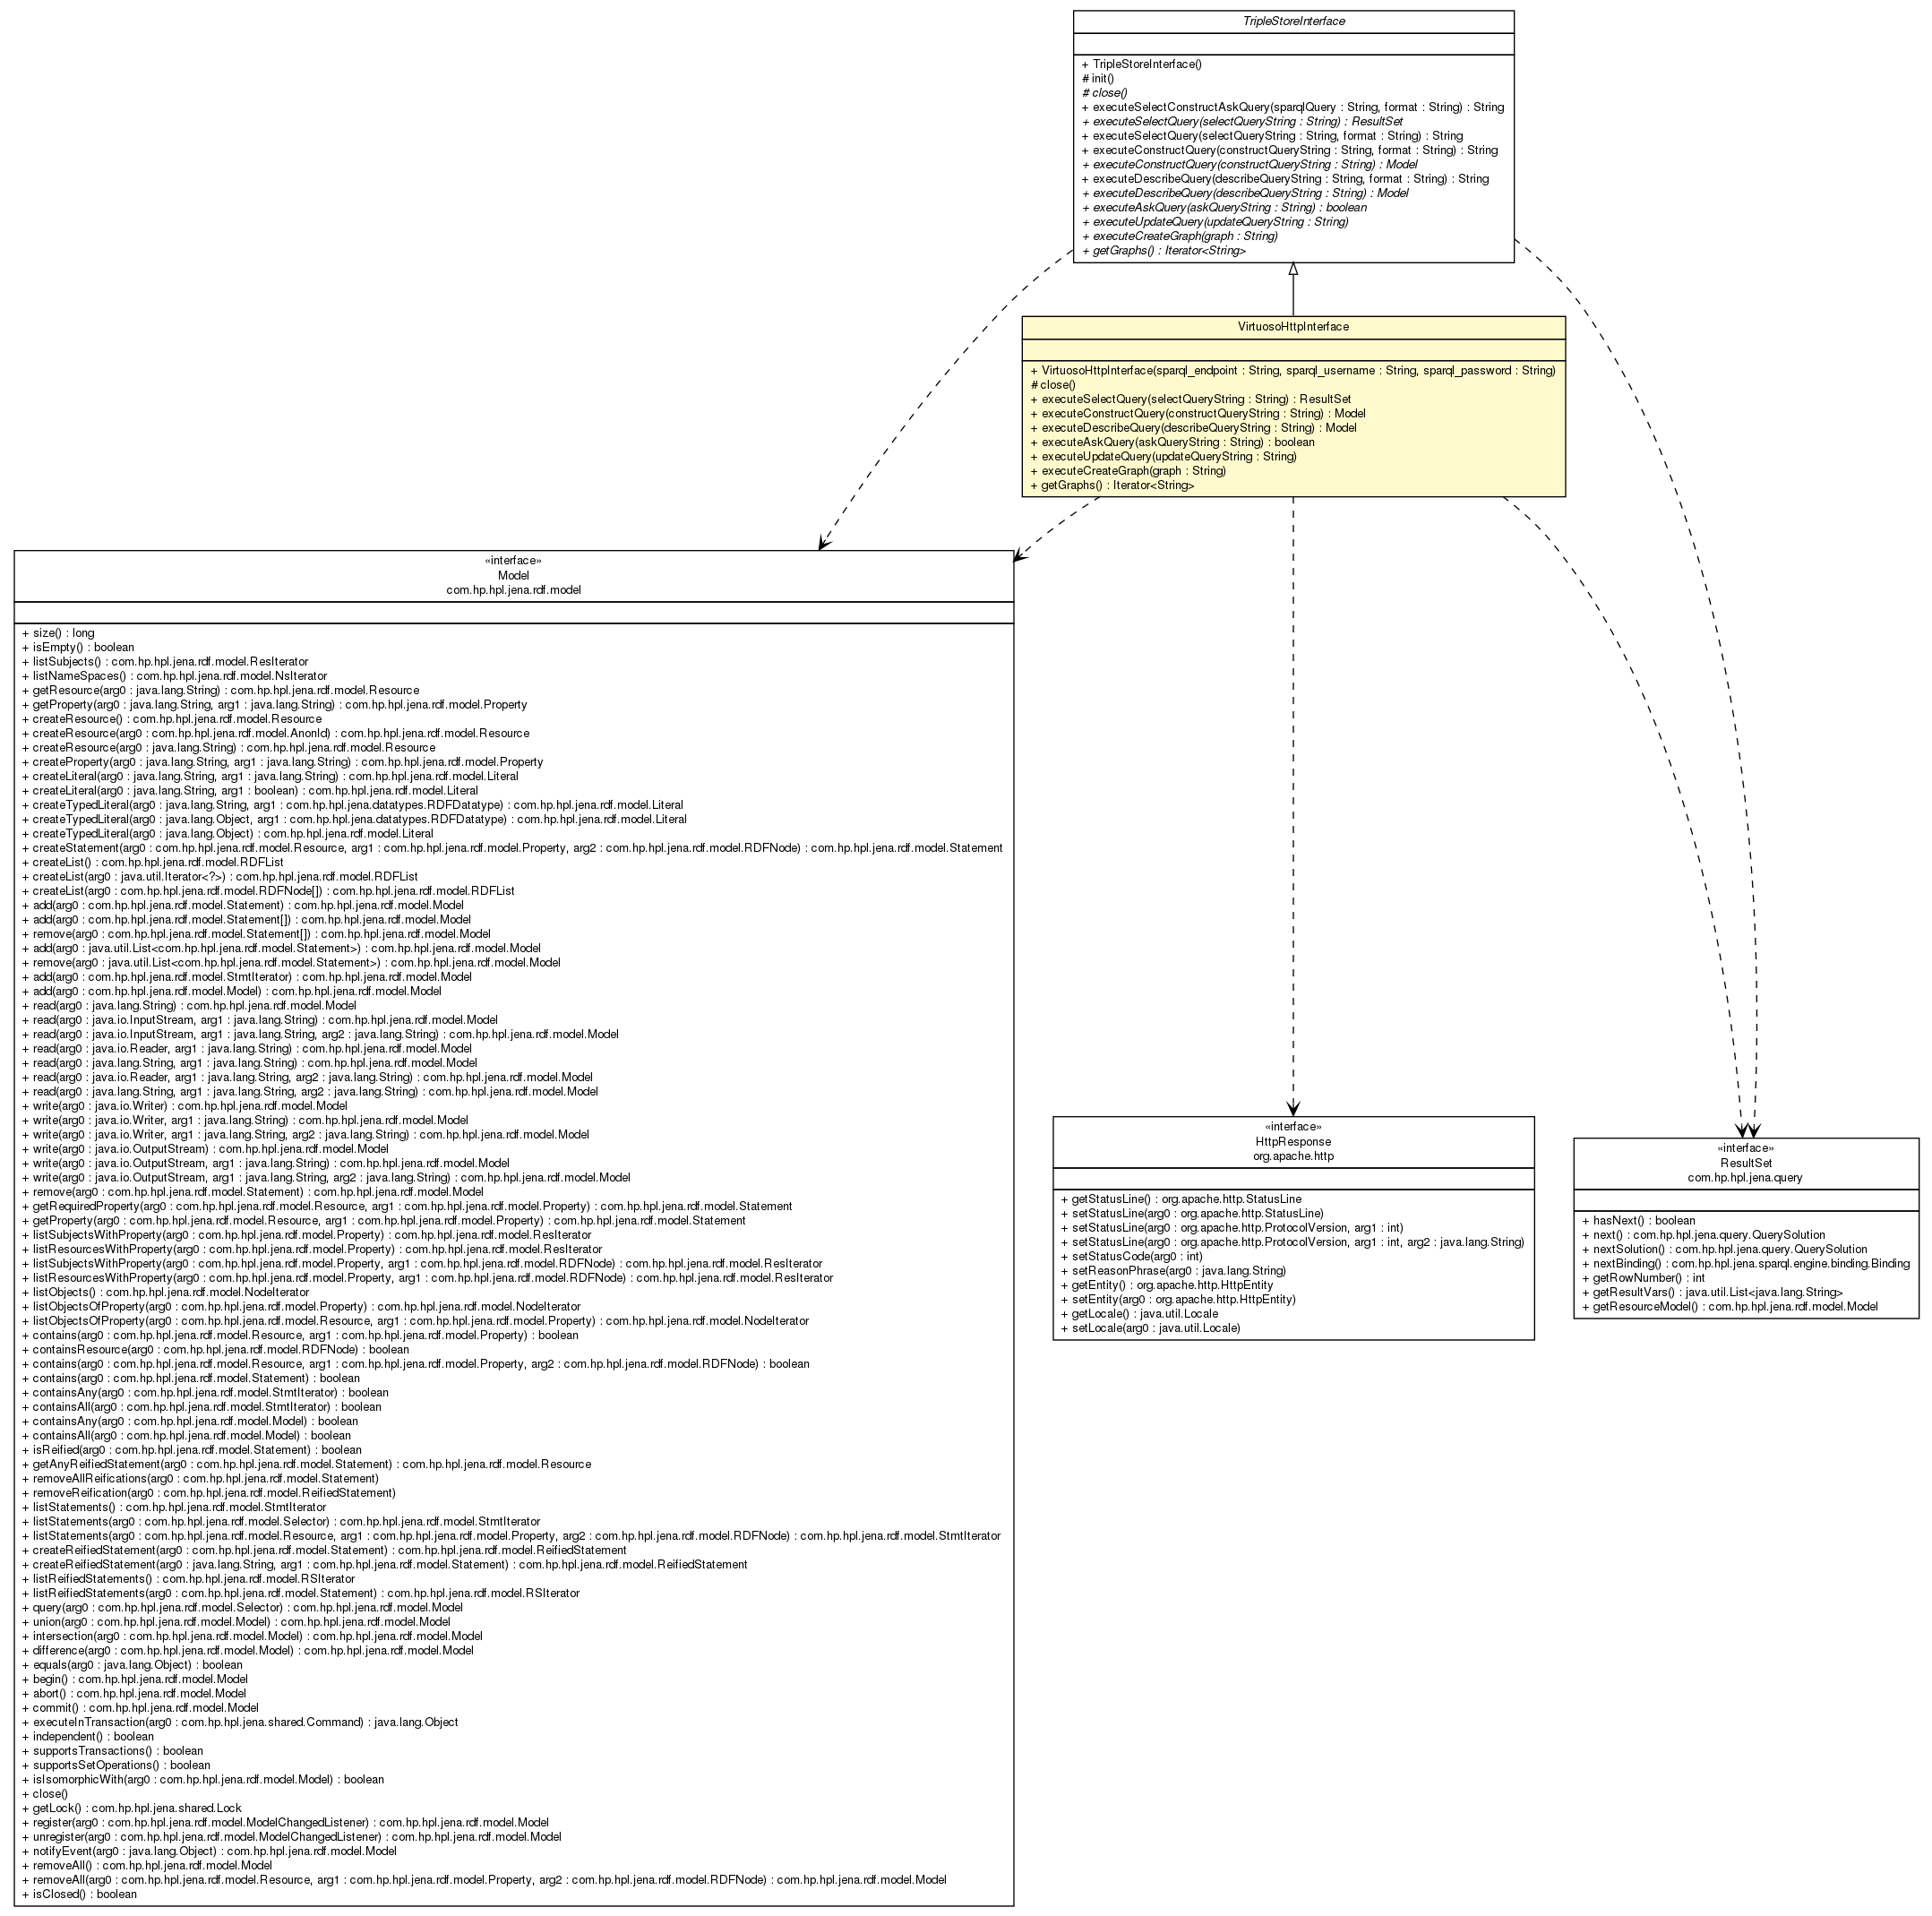 TripleStoreInterface
+ TripleStoreInterface()
# init()
# close()
+ executeSelectConstructAskQuery(sparqlQuery : String, format : String) : String
+ executeSelectQuery(selectQueryString : String) : ResultSet
+ executeSelectQuery(selectQueryString : String, format : String) : String
+ executeConstructQuery(constructQueryString : String, format : String) : String
+ executeConstructQuery(constructQueryString : String) : Model
+ executeDescribeQuery(describeQueryString : String, format : String) : String
+ executeDescribeQuery(describeQueryString : String) : Model
+ executeAskQuery(askQueryString : String) : boolean
+ executeUpdateQuery(updateQueryString : String)
+ executeCreateGraph(graph : String)
+ getGraphs() : Iterator<String>
VirtuosoHttpInterface
+ VirtuosoHttpInterface(sparql_endpoint : String, sparql_username : String, sparql_password : String)
# close()
+ executeSelectQuery(selectQueryString : String) : ResultSet
+ executeConstructQuery(constructQueryString : String) : Model
+ executeDescribeQuery(describeQueryString : String) : Model
+ executeAskQuery(askQueryString : String) : boolean
+ executeUpdateQuery(updateQueryString : String)
+ executeCreateGraph(graph : String)
+ getGraphs() : Iterator<String>
«interface»
Model
com.hp.hpl.jena.rdf.model
+ size() : long
+ isEmpty() : boolean
+ listSubjects() : com.hp.hpl.jena.rdf.model.ResIterator
+ listNameSpaces() : com.hp.hpl.jena.rdf.model.NsIterator
+ getResource(arg0 : java.lang.String) : com.hp.hpl.jena.rdf.model.Resource
+ getProperty(arg0 : java.lang.String, arg1 : java.lang.String) : com.hp.hpl.jena.rdf.model.Property
+ createResource() : com.hp.hpl.jena.rdf.model.Resource
+ createResource(arg0 : com.hp.hpl.jena.rdf.model.AnonId) : com.hp.hpl.jena.rdf.model.Resource
+ createResource(arg0 : java.lang.String) : com.hp.hpl.jena.rdf.model.Resource
+ createProperty(arg0 : java.lang.String, arg1 : java.lang.String) : com.hp.hpl.jena.rdf.model.Property
+ createLiteral(arg0 : java.lang.String, arg1 : java.lang.String) : com.hp.hpl.jena.rdf.model.Literal
+ createLiteral(arg0 : java.lang.String, arg1 : boolean) : com.hp.hpl.jena.rdf.model.Literal
+ createTypedLiteral(arg0 : java.lang.String, arg1 : com.hp.hpl.jena.datatypes.RDFDatatype) : com.hp.hpl.jena.rdf.model.Literal
+ createTypedLiteral(arg0 : java.lang.Object, arg1 : com.hp.hpl.jena.datatypes.RDFDatatype) : com.hp.hpl.jena.rdf.model.Literal
+ createTypedLiteral(arg0 : java.lang.Object) : com.hp.hpl.jena.rdf.model.Literal
+ createStatement(arg0 : com.hp.hpl.jena.rdf.model.Resource, arg1 : com.hp.hpl.jena.rdf.model.Property, arg2 : com.hp.hpl.jena.rdf.model.RDFNode) : com.hp.hpl.jena.rdf.model.Statement
+ createList() : com.hp.hpl.jena.rdf.model.RDFList
+ createList(arg0 : java.util.Iterator<?>) : com.hp.hpl.jena.rdf.model.RDFList
+ createList(arg0 : com.hp.hpl.jena.rdf.model.RDFNode[]) : com.hp.hpl.jena.rdf.model.RDFList
+ add(arg0 : com.hp.hpl.jena.rdf.model.Statement) : com.hp.hpl.jena.rdf.model.Model
+ add(arg0 : com.hp.hpl.jena.rdf.model.Statement[]) : com.hp.hpl.jena.rdf.model.Model
+ remove(arg0 : com.hp.hpl.jena.rdf.model.Statement[]) : com.hp.hpl.jena.rdf.model.Model
+ add(arg0 : java.util.List<com.hp.hpl.jena.rdf.model.Statement>) : com.hp.hpl.jena.rdf.model.Model
+ remove(arg0 : java.util.List<com.hp.hpl.jena.rdf.model.Statement>) : com.hp.hpl.jena.rdf.model.Model
+ add(arg0 : com.hp.hpl.jena.rdf.model.StmtIterator) : com.hp.hpl.jena.rdf.model.Model
+ add(arg0 : com.hp.hpl.jena.rdf.model.Model) : com.hp.hpl.jena.rdf.model.Model
+ read(arg0 : java.lang.String) : com.hp.hpl.jena.rdf.model.Model
+ read(arg0 : java.io.InputStream, arg1 : java.lang.String) : com.hp.hpl.jena.rdf.model.Model
+ read(arg0 : java.io.InputStream, arg1 : java.lang.String, arg2 : java.lang.String) : com.hp.hpl.jena.rdf.model.Model
+ read(arg0 : java.io.Reader, arg1 : java.lang.String) : com.hp.hpl.jena.rdf.model.Model
+ read(arg0 : java.lang.String, arg1 : java.lang.String) : com.hp.hpl.jena.rdf.model.Model
+ read(arg0 : java.io.Reader, arg1 : java.lang.String, arg2 : java.lang.String) : com.hp.hpl.jena.rdf.model.Model
+ read(arg0 : java.lang.String, arg1 : java.lang.String, arg2 : java.lang.String) : com.hp.hpl.jena.rdf.model.Model
+ write(arg0 : java.io.Writer) : com.hp.hpl.jena.rdf.model.Model
+ write(arg0 : java.io.Writer, arg1 : java.lang.String) : com.hp.hpl.jena.rdf.model.Model
+ write(arg0 : java.io.Writer, arg1 : java.lang.String, arg2 : java.lang.String) : com.hp.hpl.jena.rdf.model.Model
+ write(arg0 : java.io.OutputStream) : com.hp.hpl.jena.rdf.model.Model
+ write(arg0 : java.io.OutputStream, arg1 : java.lang.String) : com.hp.hpl.jena.rdf.model.Model
+ write(arg0 : java.io.OutputStream, arg1 : java.lang.String, arg2 : java.lang.String) : com.hp.hpl.jena.rdf.model.Model
+ remove(arg0 : com.hp.hpl.jena.rdf.model.Statement) : com.hp.hpl.jena.rdf.model.Model
+ getRequiredProperty(arg0 : com.hp.hpl.jena.rdf.model.Resource, arg1 : com.hp.hpl.jena.rdf.model.Property) : com.hp.hpl.jena.rdf.model.Statement
+ getProperty(arg0 : com.hp.hpl.jena.rdf.model.Resource, arg1 : com.hp.hpl.jena.rdf.model.Property) : com.hp.hpl.jena.rdf.model.Statement
+ listSubjectsWithProperty(arg0 : com.hp.hpl.jena.rdf.model.Property) : com.hp.hpl.jena.rdf.model.ResIterator
+ listResourcesWithProperty(arg0 : com.hp.hpl.jena.rdf.model.Property) : com.hp.hpl.jena.rdf.model.ResIterator
+ listSubjectsWithProperty(arg0 : com.hp.hpl.jena.rdf.model.Property, arg1 : com.hp.hpl.jena.rdf.model.RDFNode) : com.hp.hpl.jena.rdf.model.ResIterator
+ listResourcesWithProperty(arg0 : com.hp.hpl.jena.rdf.model.Property, arg1 : com.hp.hpl.jena.rdf.model.RDFNode) : com.hp.hpl.jena.rdf.model.ResIterator
+ listObjects() : com.hp.hpl.jena.rdf.model.NodeIterator
+ listObjectsOfProperty(arg0 : com.hp.hpl.jena.rdf.model.Property) : com.hp.hpl.jena.rdf.model.NodeIterator
+ listObjectsOfProperty(arg0 : com.hp.hpl.jena.rdf.model.Resource, arg1 : com.hp.hpl.jena.rdf.model.Property) : com.hp.hpl.jena.rdf.model.NodeIterator
+ contains(arg0 : com.hp.hpl.jena.rdf.model.Resource, arg1 : com.hp.hpl.jena.rdf.model.Property) : boolean
+ containsResource(arg0 : com.hp.hpl.jena.rdf.model.RDFNode) : boolean
+ contains(arg0 : com.hp.hpl.jena.rdf.model.Resource, arg1 : com.hp.hpl.jena.rdf.model.Property, arg2 : com.hp.hpl.jena.rdf.model.RDFNode) : boolean
+ contains(arg0 : com.hp.hpl.jena.rdf.model.Statement) : boolean
+ containsAny(arg0 : com.hp.hpl.jena.rdf.model.StmtIterator) : boolean
+ containsAll(arg0 : com.hp.hpl.jena.rdf.model.StmtIterator) : boolean
+ containsAny(arg0 : com.hp.hpl.jena.rdf.model.Model) : boolean
+ containsAll(arg0 : com.hp.hpl.jena.rdf.model.Model) : boolean
+ isReified(arg0 : com.hp.hpl.jena.rdf.model.Statement) : boolean
+ getAnyReifiedStatement(arg0 : com.hp.hpl.jena.rdf.model.Statement) : com.hp.hpl.jena.rdf.model.Resource
+ removeAllReifications(arg0 : com.hp.hpl.jena.rdf.model.Statement)
+ removeReification(arg0 : com.hp.hpl.jena.rdf.model.ReifiedStatement)
+ listStatements() : com.hp.hpl.jena.rdf.model.StmtIterator
+ listStatements(arg0 : com.hp.hpl.jena.rdf.model.Selector) : com.hp.hpl.jena.rdf.model.StmtIterator
+ listStatements(arg0 : com.hp.hpl.jena.rdf.model.Resource, arg1 : com.hp.hpl.jena.rdf.model.Property, arg2 : com.hp.hpl.jena.rdf.model.RDFNode) : com.hp.hpl.jena.rdf.model.StmtIterator
+ createReifiedStatement(arg0 : com.hp.hpl.jena.rdf.model.Statement) : com.hp.hpl.jena.rdf.model.ReifiedStatement
+ createReifiedStatement(arg0 : java.lang.String, arg1 : com.hp.hpl.jena.rdf.model.Statement) : com.hp.hpl.jena.rdf.model.ReifiedStatement
+ listReifiedStatements() : com.hp.hpl.jena.rdf.model.RSIterator
+ listReifiedStatements(arg0 : com.hp.hpl.jena.rdf.model.Statement) : com.hp.hpl.jena.rdf.model.RSIterator
+ query(arg0 : com.hp.hpl.jena.rdf.model.Selector) : com.hp.hpl.jena.rdf.model.Model
+ union(arg0 : com.hp.hpl.jena.rdf.model.Model) : com.hp.hpl.jena.rdf.model.Model
+ intersection(arg0 : com.hp.hpl.jena.rdf.model.Model) : com.hp.hpl.jena.rdf.model.Model
+ difference(arg0 : com.hp.hpl.jena.rdf.model.Model) : com.hp.hpl.jena.rdf.model.Model
+ equals(arg0 : java.lang.Object) : boolean
+ begin() : com.hp.hpl.jena.rdf.model.Model
+ abort() : com.hp.hpl.jena.rdf.model.Model
+ commit() : com.hp.hpl.jena.rdf.model.Model
+ executeInTransaction(arg0 : com.hp.hpl.jena.shared.Command) : java.lang.Object
+ independent() : boolean
+ supportsTransactions() : boolean
+ supportsSetOperations() : boolean
+ isIsomorphicWith(arg0 : com.hp.hpl.jena.rdf.model.Model) : boolean
+ close()
+ getLock() : com.hp.hpl.jena.shared.Lock
+ register(arg0 : com.hp.hpl.jena.rdf.model.ModelChangedListener) : com.hp.hpl.jena.rdf.model.Model
+ unregister(arg0 : com.hp.hpl.jena.rdf.model.ModelChangedListener) : com.hp.hpl.jena.rdf.model.Model
+ notifyEvent(arg0 : java.lang.Object) : com.hp.hpl.jena.rdf.model.Model
+ removeAll() : com.hp.hpl.jena.rdf.model.Model
+ removeAll(arg0 : com.hp.hpl.jena.rdf.model.Resource, arg1 : com.hp.hpl.jena.rdf.model.Property, arg2 : com.hp.hpl.jena.rdf.model.RDFNode) : com.hp.hpl.jena.rdf.model.Model
+ isClosed() : boolean
«interface»
HttpResponse
org.apache.http
+ getStatusLine() : org.apache.http.StatusLine
+ setStatusLine(arg0 : org.apache.http.StatusLine)
+ setStatusLine(arg0 : org.apache.http.ProtocolVersion, arg1 : int)
+ setStatusLine(arg0 : org.apache.http.ProtocolVersion, arg1 : int, arg2 : java.lang.String)
+ setStatusCode(arg0 : int)
+ setReasonPhrase(arg0 : java.lang.String)
+ getEntity() : org.apache.http.HttpEntity
+ setEntity(arg0 : org.apache.http.HttpEntity)
+ getLocale() : java.util.Locale
+ setLocale(arg0 : java.util.Locale)
«interface»
ResultSet
com.hp.hpl.jena.query
+ hasNext() : boolean
+ next() : com.hp.hpl.jena.query.QuerySolution
+ nextSolution() : com.hp.hpl.jena.query.QuerySolution
+ nextBinding() : com.hp.hpl.jena.sparql.engine.binding.Binding
+ getRowNumber() : int
+ getResultVars() : java.util.List<java.lang.String>
+ getResourceModel() : com.hp.hpl.jena.rdf.model.Model